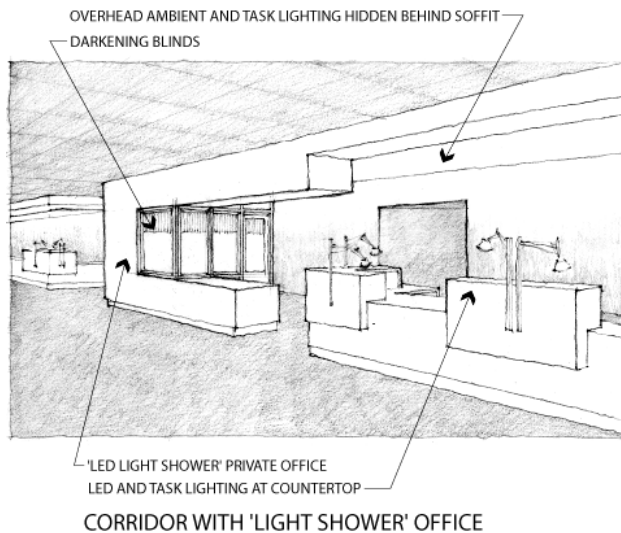 OVERHEAD AMBIENT AND TASK LIGHTING HIDDEN BEHIND SOFFIT
DARKENING BLINDS
'LED LIGHT SHOWER' PRIVATE OFFICE
LED AND TASK LIGHTING AT COUNTERTOP
CORRIDOR WITH 'LIGHT SHOWER' OFFICE